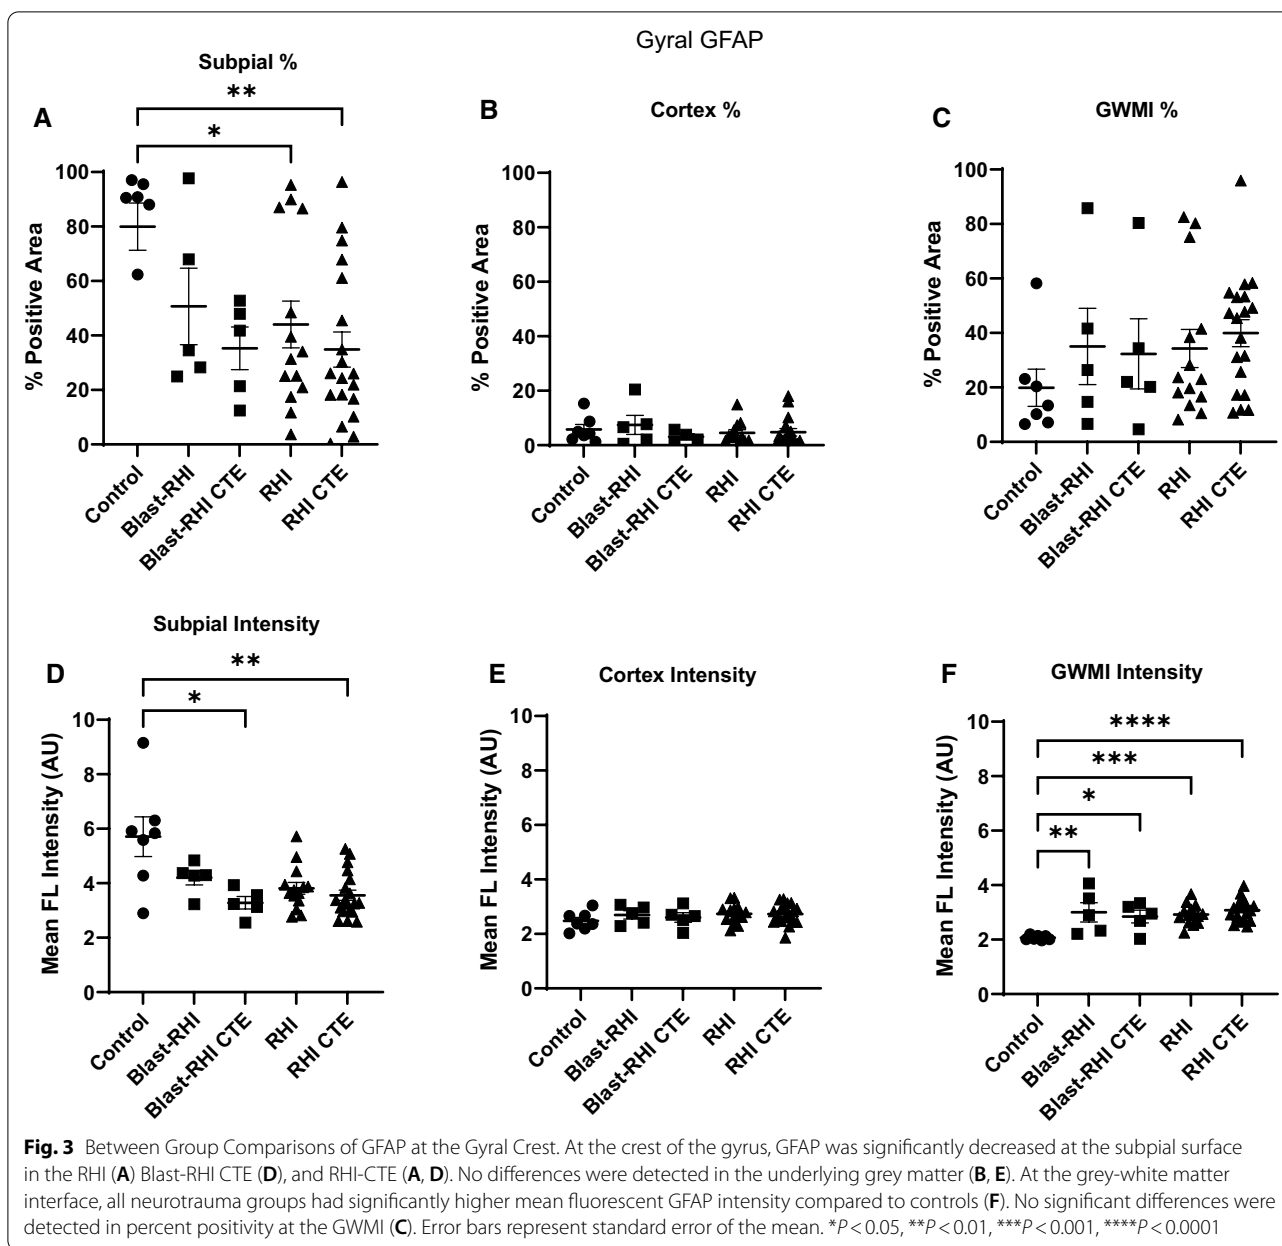 Gyral GFAP
A
Subpial %
**
*
% Positive Area
100
80
60
40
20
0
Control
Blast-RHI
Blast-RHI CTE
RHI
RHI CTE
B
Cortex %
% Positive Area
100
80
60
40
20
0
Control
Blast-RHI
Blast-RHI CTE
RHI
RHI CTE
C
GWMI %
% Positive Area
100
80
60
40
20
0
Control
Blast-RHI
Blast-RHI CTE
RHI
RHI CTE
D
Subpial Intensity
**
*
Mean FL Intensity (AU)
10
8
6
4
2
0
Control
Blast-RHI
Blast-RHI CTE
RHI
RHI CTE
E
Cortex Intensity
Mean FL Intensity (AU)
10
8
6
4
2
0
Control
Blast-RHI
Blast-RHI CTE
RHI
RHI CTE
F
GWMI Intensity
****
***
*
**
Mean FL Intensity (AU)
10
8
6
4
2
0
Control
Blast-RHI
Blast-RHI CTE
RHI
RHI CTE
Fig. 3 Between Group Comparisons of GFAP at the Gyral Crest. At the crest of the gyrus, GFAP was significantly decreased at the subpial surface
in the RHI (A) Blast-RHI CTE (D), and RHI-CTE (A, D). No differences were detected in the underlying grey matter (B, E). At the grey-white matter
interface, all neurotrauma groups had significantly higher mean fluorescent GFAP intensity compared to controls (F). No significant differences were
detected in percent positivity at the GWMI (C). Error bars represent standard error of the mean. *P < 0.05, **P < 0.01, ***P < 0.001, ****P < 0.0001